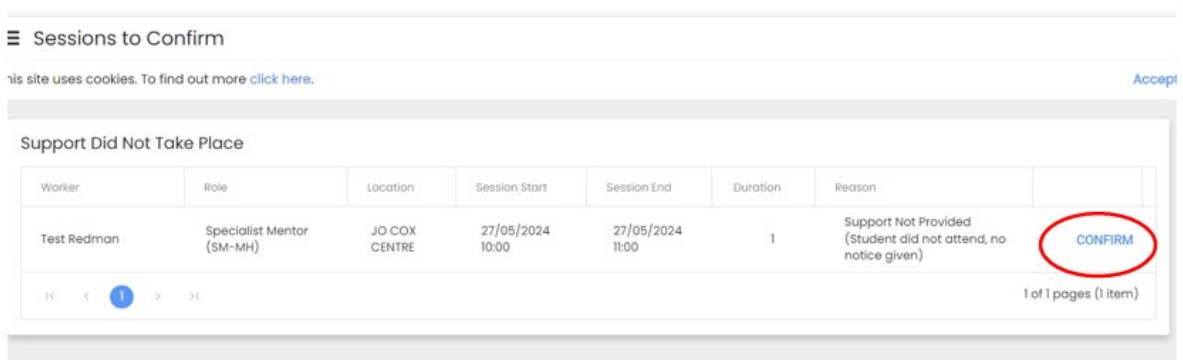 Sessions to Confirm
his site uses cookies. To find out more click here.
Accept
Support Did Not Take Place
Worker Role Location Session Start Session End Duration Reason
Test Redman
Specialist Mentor
(SM-MH)
JO COX
CENTRE
27/05/2024
10:00
27/05/2024
11:00
1
Support Not Provided
(Student did not attend, no
notice given)
CONFIRM
1
1 of 1 pages (1 item)